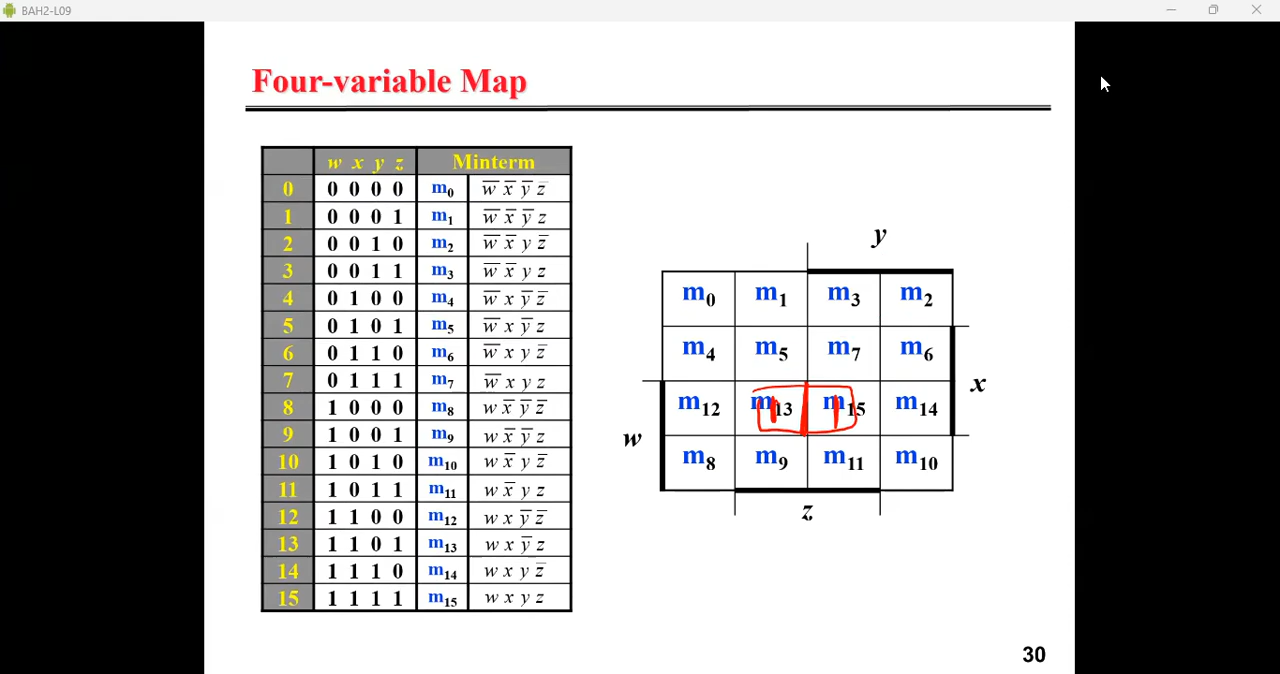 BAH2-L09
Four-variable Map
w x y z Minterm
0 0 0 0 0 m₀ w̅ x̅ y̅ z̅
1 0 0 0 1 m₁ w̅ x̅ y̅ z
2 0 0 1 0 m₂ w̅ x̅ y z̅
3 0 0 1 1 m₃ w̅ x̅ y z
4 0 1 0 0 m₄ w̅ x y̅ z̅
5 0 1 0 1 m₅ w̅ x y̅ z
6 0 1 1 0 m₆ w̅ x y z̅
7 0 1 1 1 m₇ w̅ x y z
8 1 0 0 0 m₈ w x̅ y̅ z̅
9 1 0 0 1 m₉ w x̅ y̅ z
10 1 0 1 0 m₁₀ w x̅ y z̅
11 1 0 1 1 m₁₁ w x̅ y z
12 1 1 0 0 m₁₂ w x y̅ z̅
13 1 1 0 1 m₁₃ w x y̅ z
14 1 1 1 0 m₁₄ w x y z̅
15 1 1 1 1 m₁₅ w x y z
y
m₀ m₁ m₃ m₂
m₄ m₅ m₇ m₆
x
m₁₂ m₁₃ m₁₅ m₁₄
1 1
w
m₈ m₉ m₁₁ m₁₀
z
30